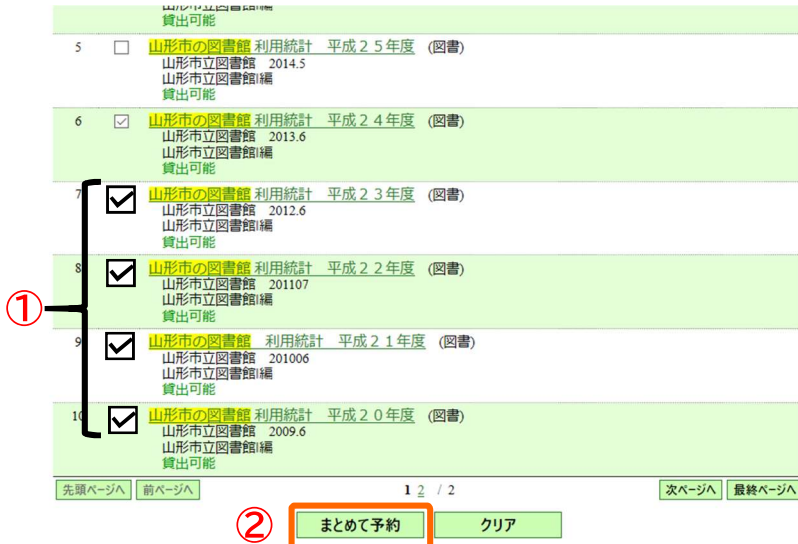 貸出可能
5 山形市の図書館 利用統計 平成２５年度 (図書)
山形市立図書館 2014.5
山形市立図書館∥編
貸出可能
6 山形市の図書館 利用統計 平成２４年度 (図書)
山形市立図書館 2013.6
山形市立図書館∥編
貸出可能
7 山形市の図書館 利用統計 平成２３年度 (図書)
山形市立図書館 2012.6
山形市立図書館∥編
貸出可能
8 山形市の図書館 利用統計 平成２２年度 (図書)
山形市立図書館 201107
山形市立図書館∥編
貸出可能
①
9 山形市の図書館 利用統計 平成２１年度 (図書)
山形市立図書館 201006
山形市立図書館∥編
貸出可能
10 山形市の図書館 利用統計 平成２０年度 (図書)
山形市立図書館 2009.6
山形市立図書館∥編
貸出可能
先頭ページへ 前ページへ 1 2 / 2 次ページへ 最終ページへ
② まとめて予約 クリア